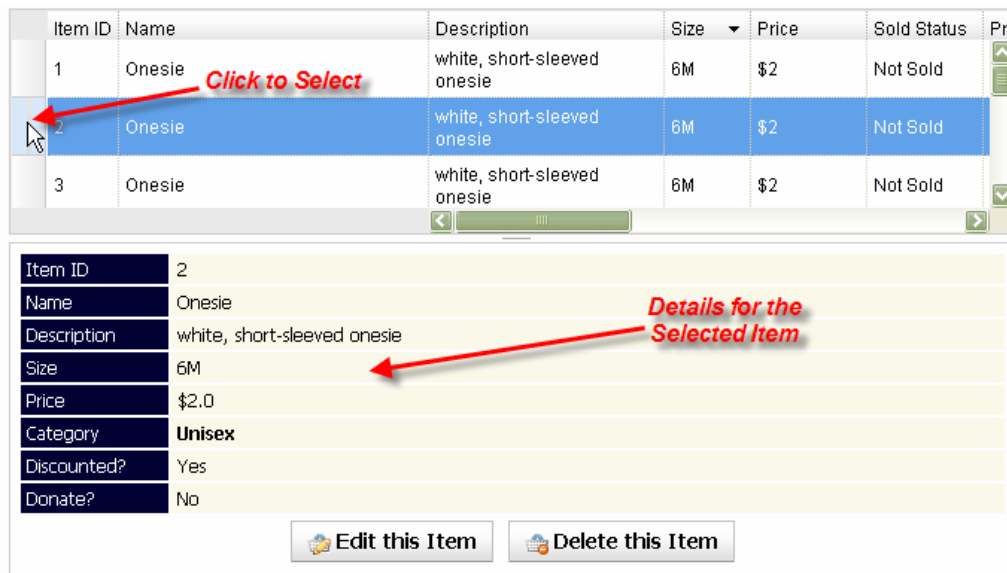 Item ID Name Description Size Price Sold Status Pr
1 Onesie white, short-sleeved onesie 6M $2 Not Sold
Click to Select
2 Onesie white, short-sleeved onesie 6M $2 Not Sold
3 Onesie white, short-sleeved onesie 6M $2 Not Sold
Item ID 2
Name Onesie
Description white, short-sleeved onesie
Size 6M
Price $2.0
Category Unisex
Discounted? Yes
Donate? No
Details for the
Selected Item
Edit this Item Delete this Item